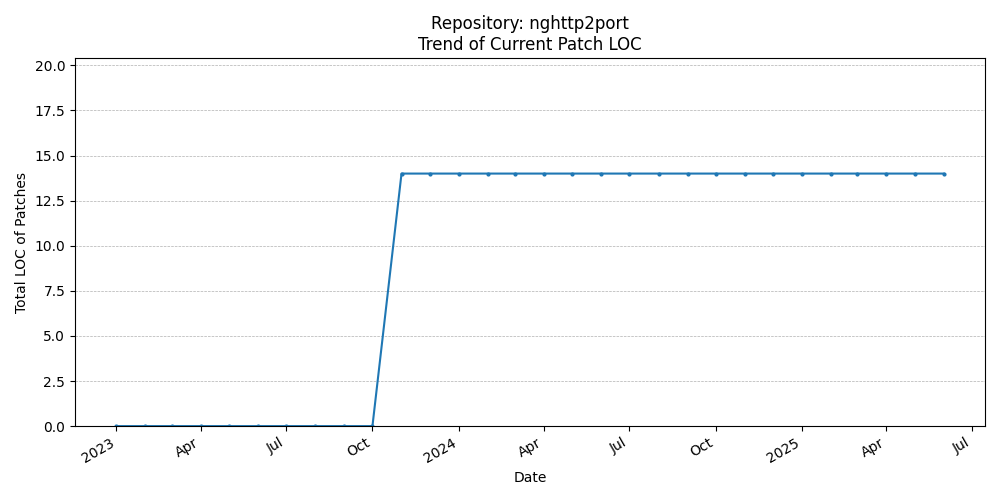 Repository: nghttp2port
Trend of Current Patch LOC
Total LOC of Patches
20.0
17.5
15.0
12.5
10.0
7.5
5.0
2.5
0.0
2023
Apr
Jul
Oct
2024
Apr
Jul
Oct
2025
Apr
Jul
Date